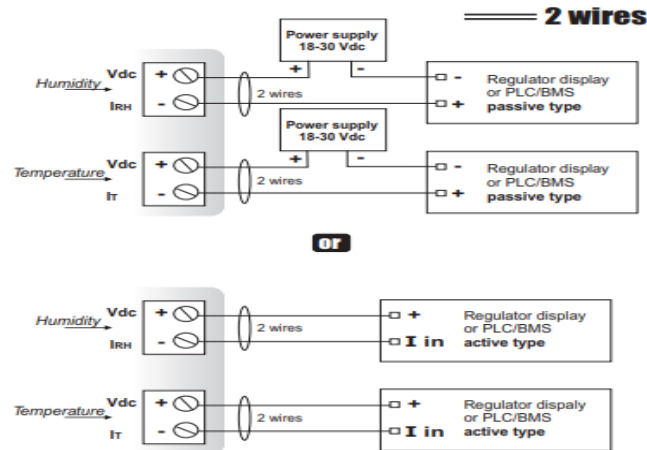 2 wires
Power supply
18-30 Vdc
+ -
Humidity Vdc + 2 wires - Regulator display
or PLC/BMS
IRH - + passive type
Power supply
18-30 Vdc
+ -
Temperature Vdc + 2 wires - Regulator display
or PLC/BMS
IT - + passive type
or
Humidity Vdc + 2 wires + Regulator display
or PLC/BMS
IRH - I in active type
Temperature Vdc + 2 wires + Regulator dispaly
or PLC/BMS
IT - I in active type